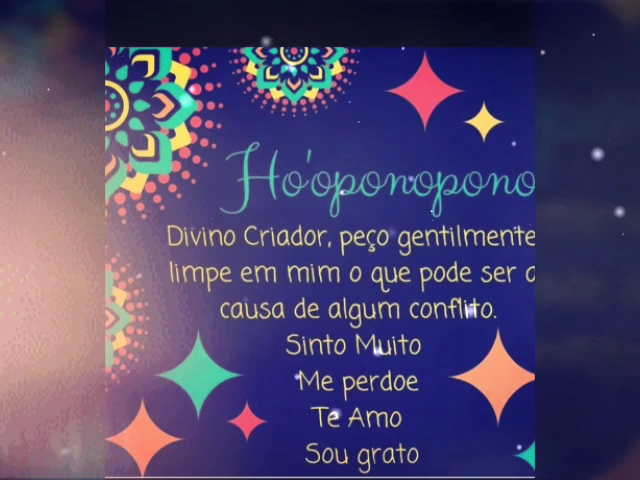 Ho'oponopono
Divino Criador, peço gentilmente
limpe em mim o que pode ser a
causa de algum conflito.
Sinto Muito
Me perdoe
Te Amo
Sou grato